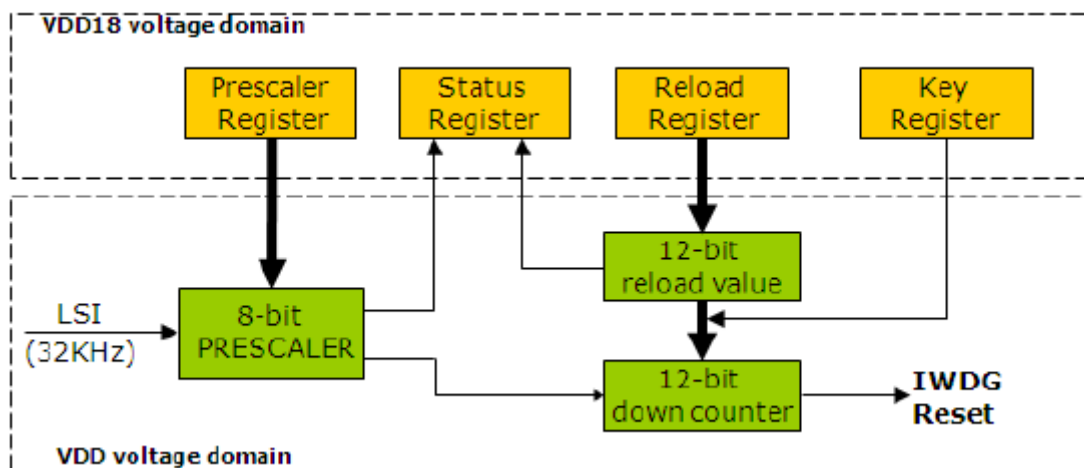 VDD18 voltage domain
Prescaler
Register
Status
Register
Reload
Register
Key
Register
12-bit
reload value
LSI
(32KHz)
8-bit
PRESCALER
12-bit
down counter
IWDG
Reset
VDD voltage domain